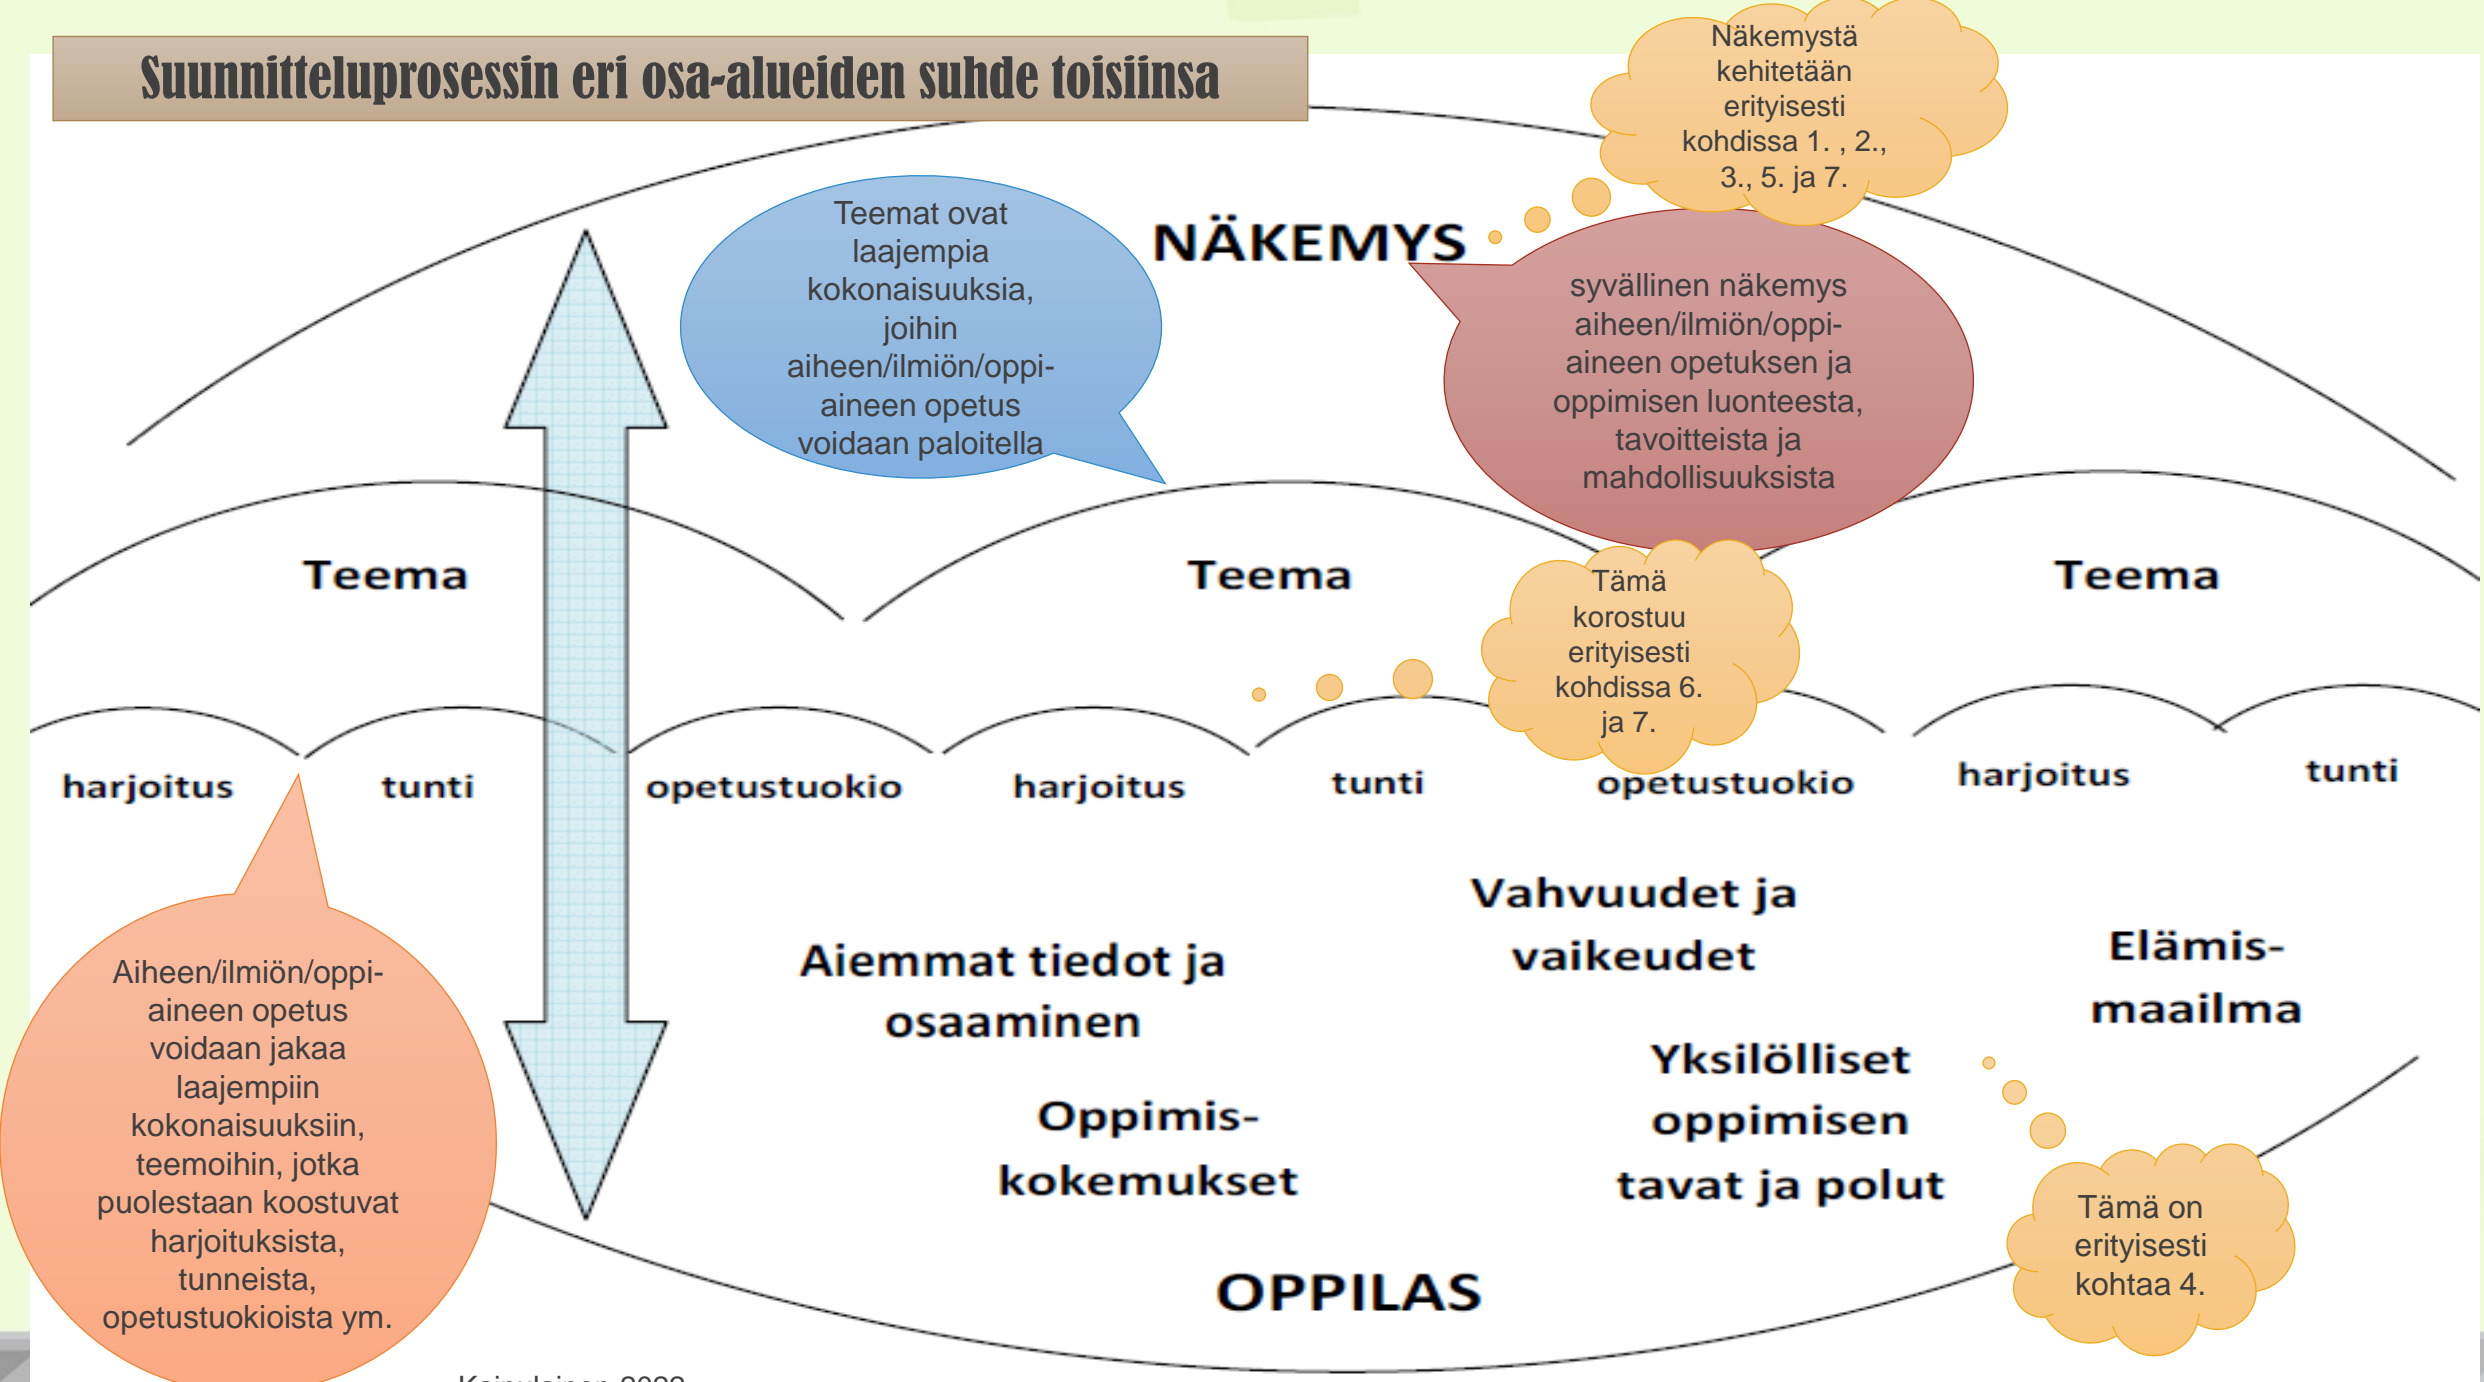 Suunnitteluprosessin eri osa-alueiden suhde toisiinsa
Näkemystä
kehitetään
erityisesti
kohdissa 1. , 2.,
3., 5. ja 7.
Teemat ovat
laajempia
kokonaisuuksia,
joihin
aiheen/ilmiön/oppi-
aineen opetus
voidaan paloitella
NÄKEMYS
syvällinen näkemys
aiheen/ilmiön/oppi-
aineen opetuksen ja
oppimisen luonteesta,
tavoitteista ja
mahdollisuuksista
Teema
Teema
Teema
Tämä
korostuu
erityisesti
kohdissa 6.
ja 7.
harjoitus
tunti
opetustuokio
harjoitus
tunti
opetustuokio
harjoitus
tunti
Aiheen/ilmiön/oppi-
aineen opetus
voidaan jakaa
laajempiin
kokonaisuuksiin,
teemoihin, jotka
puolestaan koostuvat
harjoituksista,
tunneista,
opetustuokioista ym.
Aiemmat tiedot ja
osaaminen
Vahvuudet ja
vaikeudet
Elämis-
maailma
Oppimis-
kokemukset
Yksilölliset
oppimisen
tavat ja polut
Tämä on
erityisesti
kohtaa 4.
OPPILAS